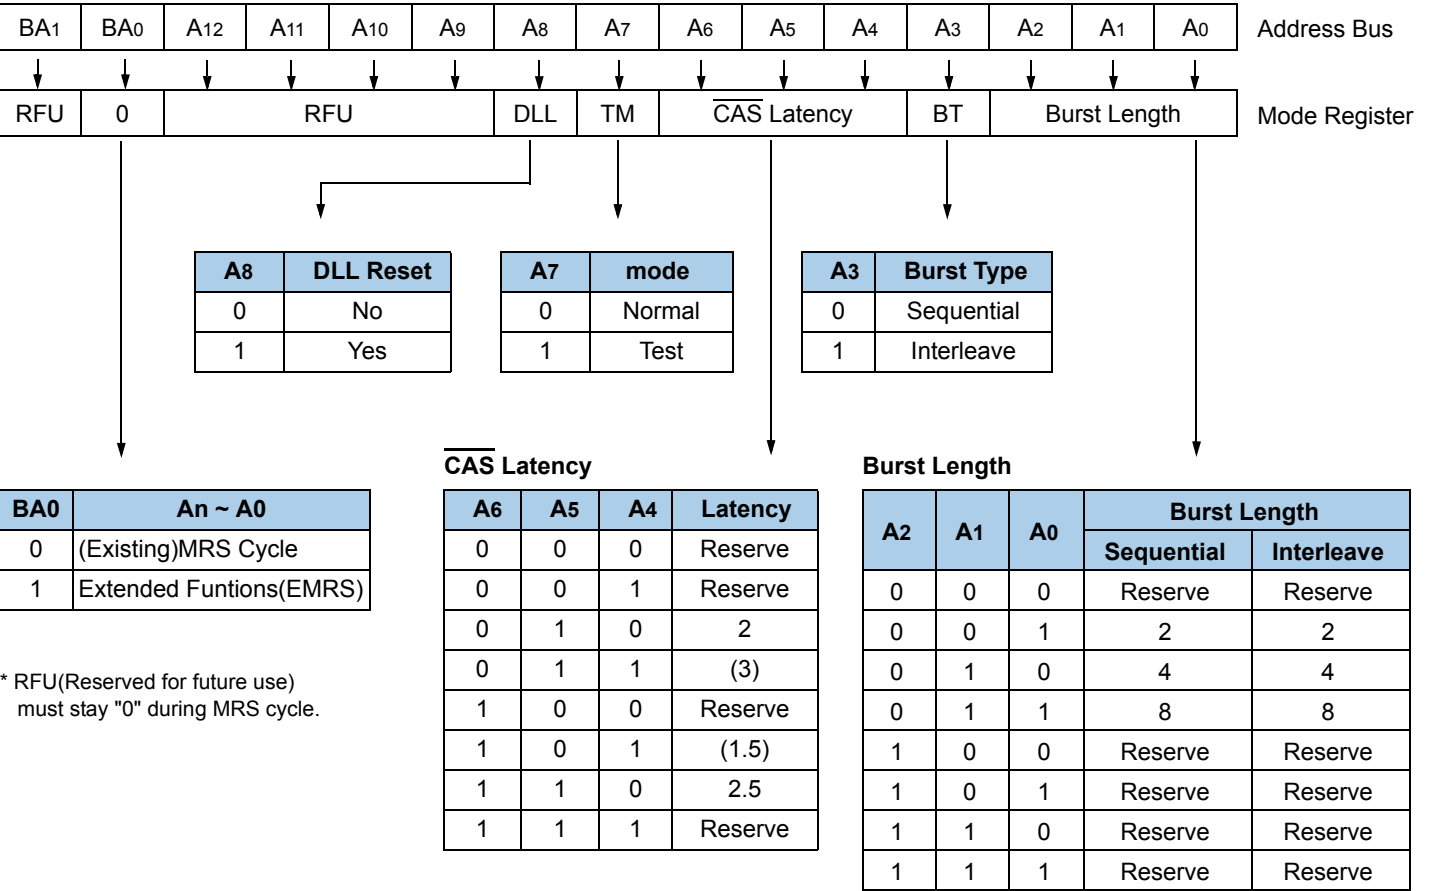 BA1 BA0 A12 A11 A10 A9 A8 A7 A6 A5 A4 A3 A2 A1 A0 Address Bus
RFU 0 RFU DLL TM CAS Latency BT Burst Length Mode Register
A8 DLL Reset
0 No
1 Yes
A7 mode
0 Normal
1 Test
A3 Burst Type
0 Sequential
1 Interleave
BA0 An ~ A0
0 (Existing)MRS Cycle
1 Extended Funtions(EMRS)
* RFU(Reserved for future use)
must stay "0" during MRS cycle.
CAS Latency
A6 A5 A4 Latency
0 0 0 Reserve
0 0 1 Reserve
0 1 0 2
0 1 1 (3)
1 0 0 Reserve
1 0 1 (1.5)
1 1 0 2.5
1 1 1 Reserve
Burst Length
A2 A1 A0 Burst Length
Sequential Interleave
0 0 0 Reserve Reserve
0 0 1 2 2
0 1 0 4 4
0 1 1 8 8
1 0 0 Reserve Reserve
1 0 1 Reserve Reserve
1 1 0 Reserve Reserve
1 1 1 Reserve Reserve